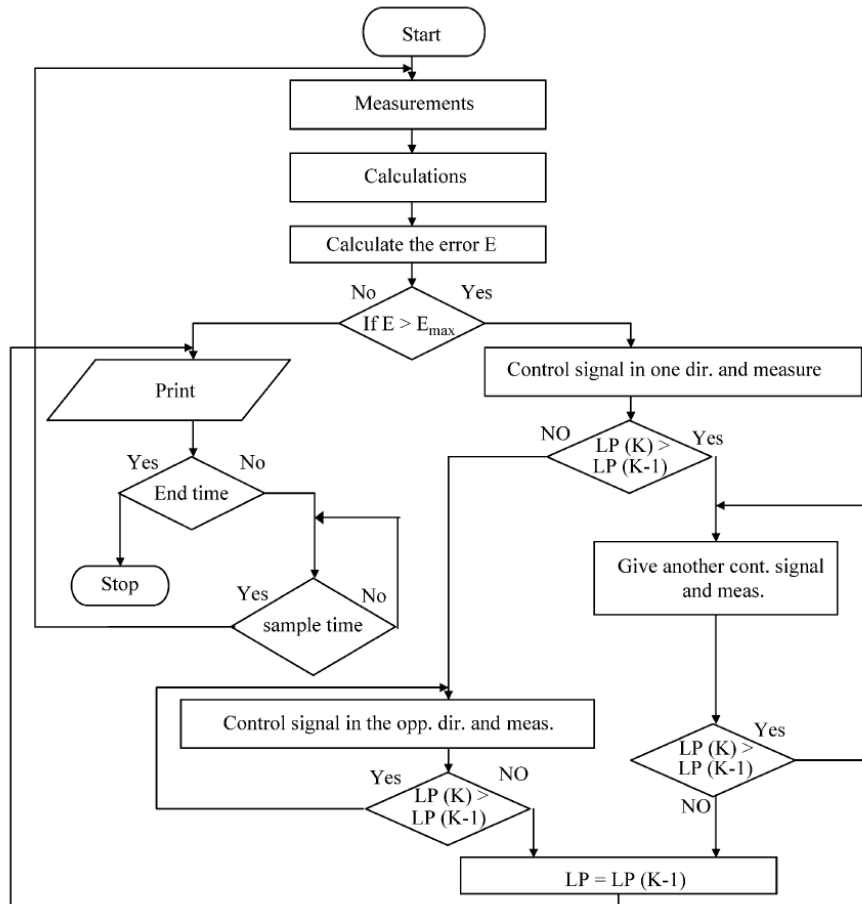 Start
Measurements
Calculations
Calculate the error E
No
Yes
If E > Emax
Print
Control signal in one dir. and measure
NO
Yes
LP (K) >
LP (K-1)
Yes
No
End time
Stop
Give another cont. signal
and meas.
Yes
No
sample time
Control signal in the opp. dir. and meas.
Yes
LP (K) >
LP (K-1)
NO
Yes
NO
LP (K) >
LP (K-1)
LP = LP (K-1)